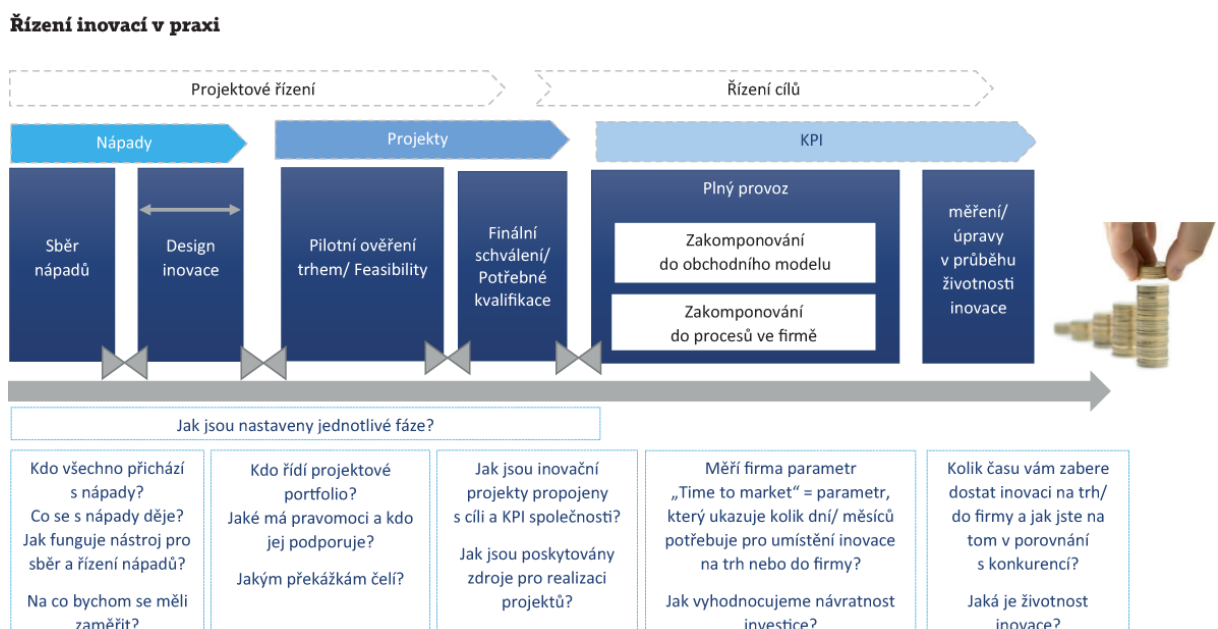 Řízení inovací v praxi
Projektové řízení
Řízení cílů
Nápady
Projekty
KPI
Sběr
nápadů
Design
inovace
Pilotní ověření
trhem/ Feasibility
Finální
schválení/
Potřebné
kvalifikace
Plný provoz
Zakomponování
do obchodního modelu
Zakomponování
do procesů ve firmě
měření/
úpravy
v průběhu
životnosti
inovace
Jak jsou nastaveny jednotlivé fáze?
Kdo všechno přichází
s nápady?
Co se s nápady děje?
Jak funguje nástroj pro
sběr a řízení nápadů?
Na co bychom se měli
zaměřit?
Kdo řídí projektové
portfolio?
Jaké má pravomoci a kdo
jej podporuje?
Jakým překážkám čelí?
Jak jsou inovační
projekty propojeny
s cíli a KPI společnosti?
Jak jsou poskytovány
zdroje pro realizaci
projektů?
Měří firma parametr
„Time to market“ = parametr,
který ukazuje kolik dní/ měsíců
potřebuje pro umístění inovace
na trh nebo do firmy?
Jak vyhodnocujeme návratnost
investice?
Kolik času vám zabere
dostat inovaci na trh/
do firmy a jak jste na
tom v porovnání
s konkurencí?
Jaká je životnost
inovace?